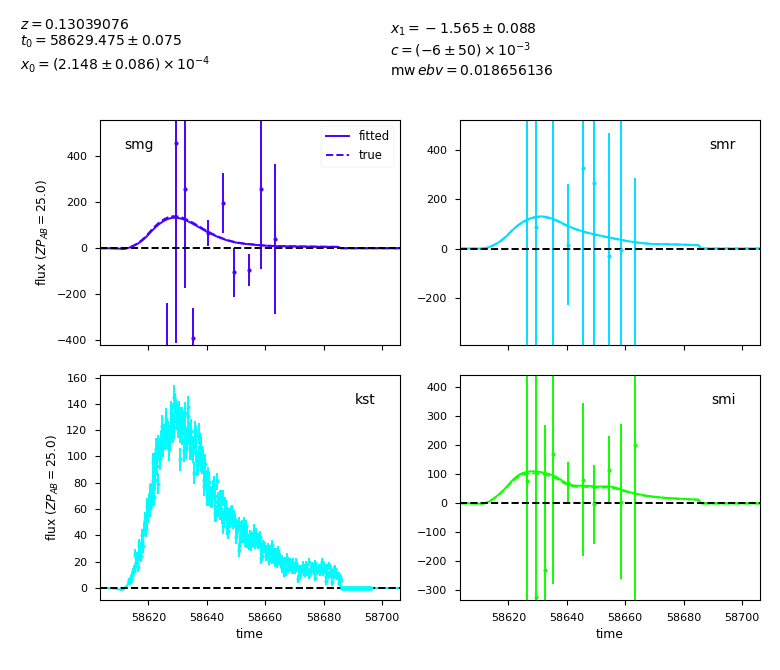 z = 0.13039076
t₀ = 58629.475 ± 0.075
x₀ = (2.148 ± 0.086) × 10⁻⁴
x₁ = −1.565 ± 0.088
c = (−6 ± 50) × 10⁻³
mw ebv = 0.018656136
smg
fitted
true
400
200
0
−200
−400
flux (ZP_AB = 25.0)
smr
400
200
0
−200
kst
160
140
120
100
80
60
40
20
0
flux (ZP_AB = 25.0)
58620 58640 58660 58680 58700
time
smi
400
300
200
100
0
−100
−200
−300
58620 58640 58660 58680 58700
time